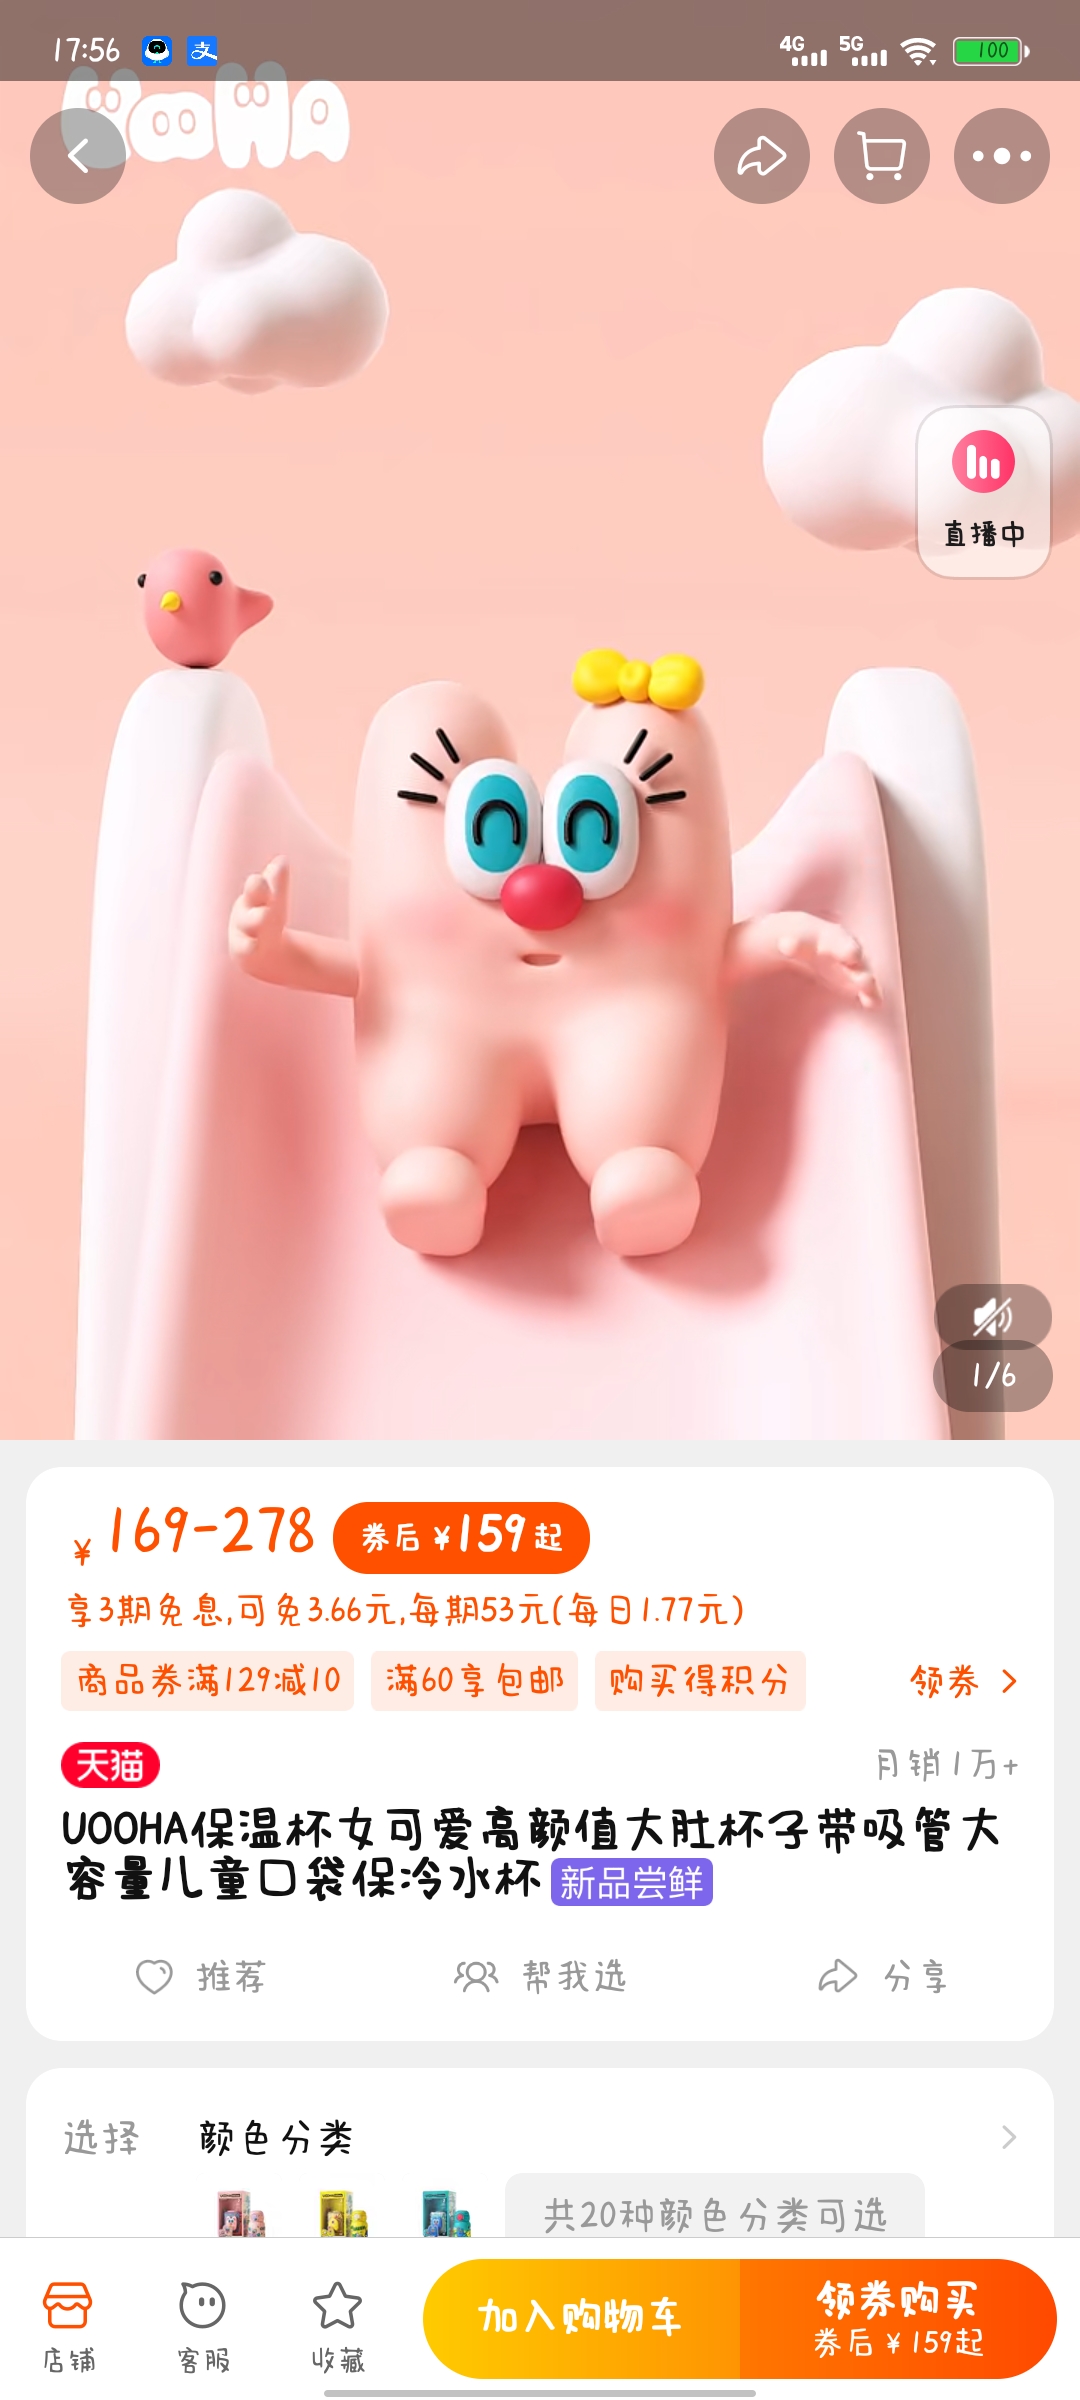 17:56
4G 5G 100
UOOHA
直播中
1/6
¥169-278 券后¥159起
享3期免息,可免3.66元,每期53元(每日1.77元)
商品券满129减10 满60享包邮 购买得积分 领券
天猫 月销1万+
UOOHA保温杯女可爱高颜值大肚杯子带吸管大
容量儿童口袋保冷水杯 新品尝鲜
推荐 帮我选 分享
选择 颜色分类
共20种颜色分类可选
店铺 客服 收藏 加入购物车 领券购买
券后¥159起